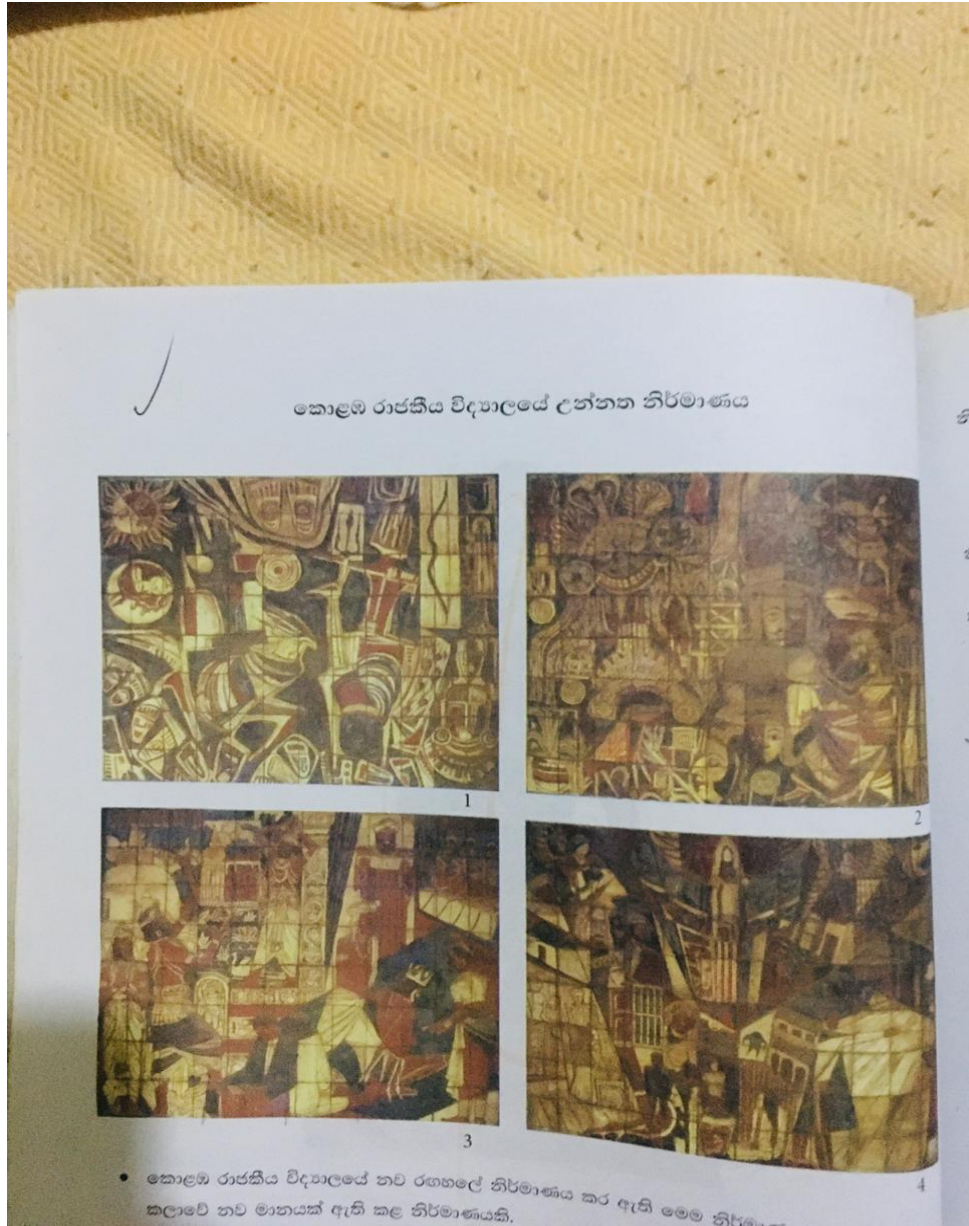 කොළඹ රාජකීය විද්‍යාලයේ උන්නත නිර්මාණය
1
2
3
4
• කොළඹ රාජකීය විද්‍යාලයේ නව රඟහලේ නිර්මාණය කර ඇති මෙම
කලාවේ නව මානයක් ඇති කළ නිර්මාණයකි.